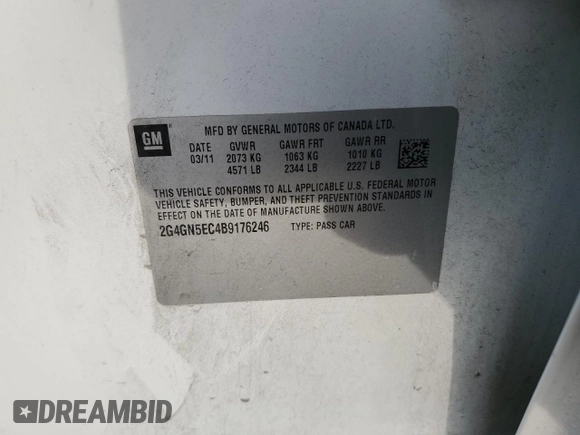 GM
MFD BY GENERAL MOTORS OF CANADA LTD.
DATE GVWR GAWR FRT GAWR RR
03/11 2073 KG 1063 KG 1010 KG
4571 LB 2344 LB 2227 LB
THIS VEHICLE CONFORMS TO ALL APPLICABLE U.S. FEDERAL MOTOR
VEHICLE SAFETY, BUMPER, AND THEFT PREVENTION STANDARDS IN
EFFECT ON THE DATE OF MANUFACTURE SHOWN ABOVE.
2G4GN5EC4B9176246 TYPE: PASS CAR
DREAMBID